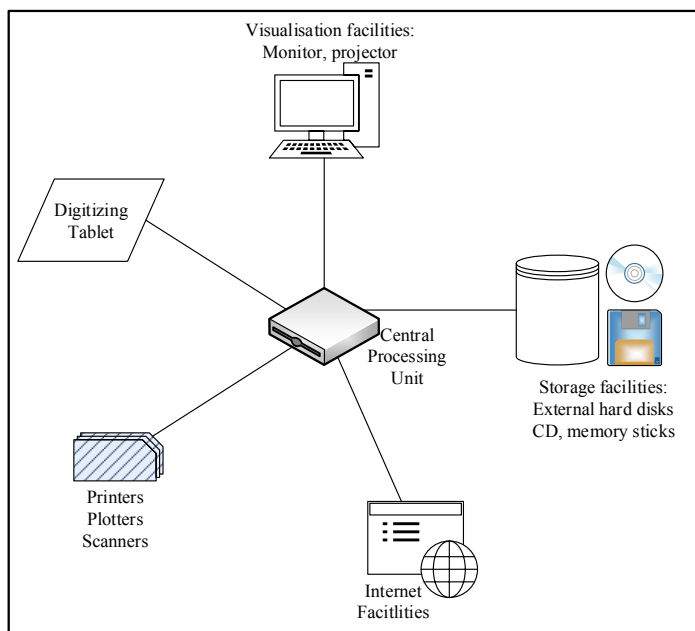 Visualisation facilities:
Monitor, projector
Digitizing
Tablet
Central
Processing
Unit
Storage facilities:
External hard disks
CD, memory sticks
Printers
Plotters
Scanners
Internet
Facitlities